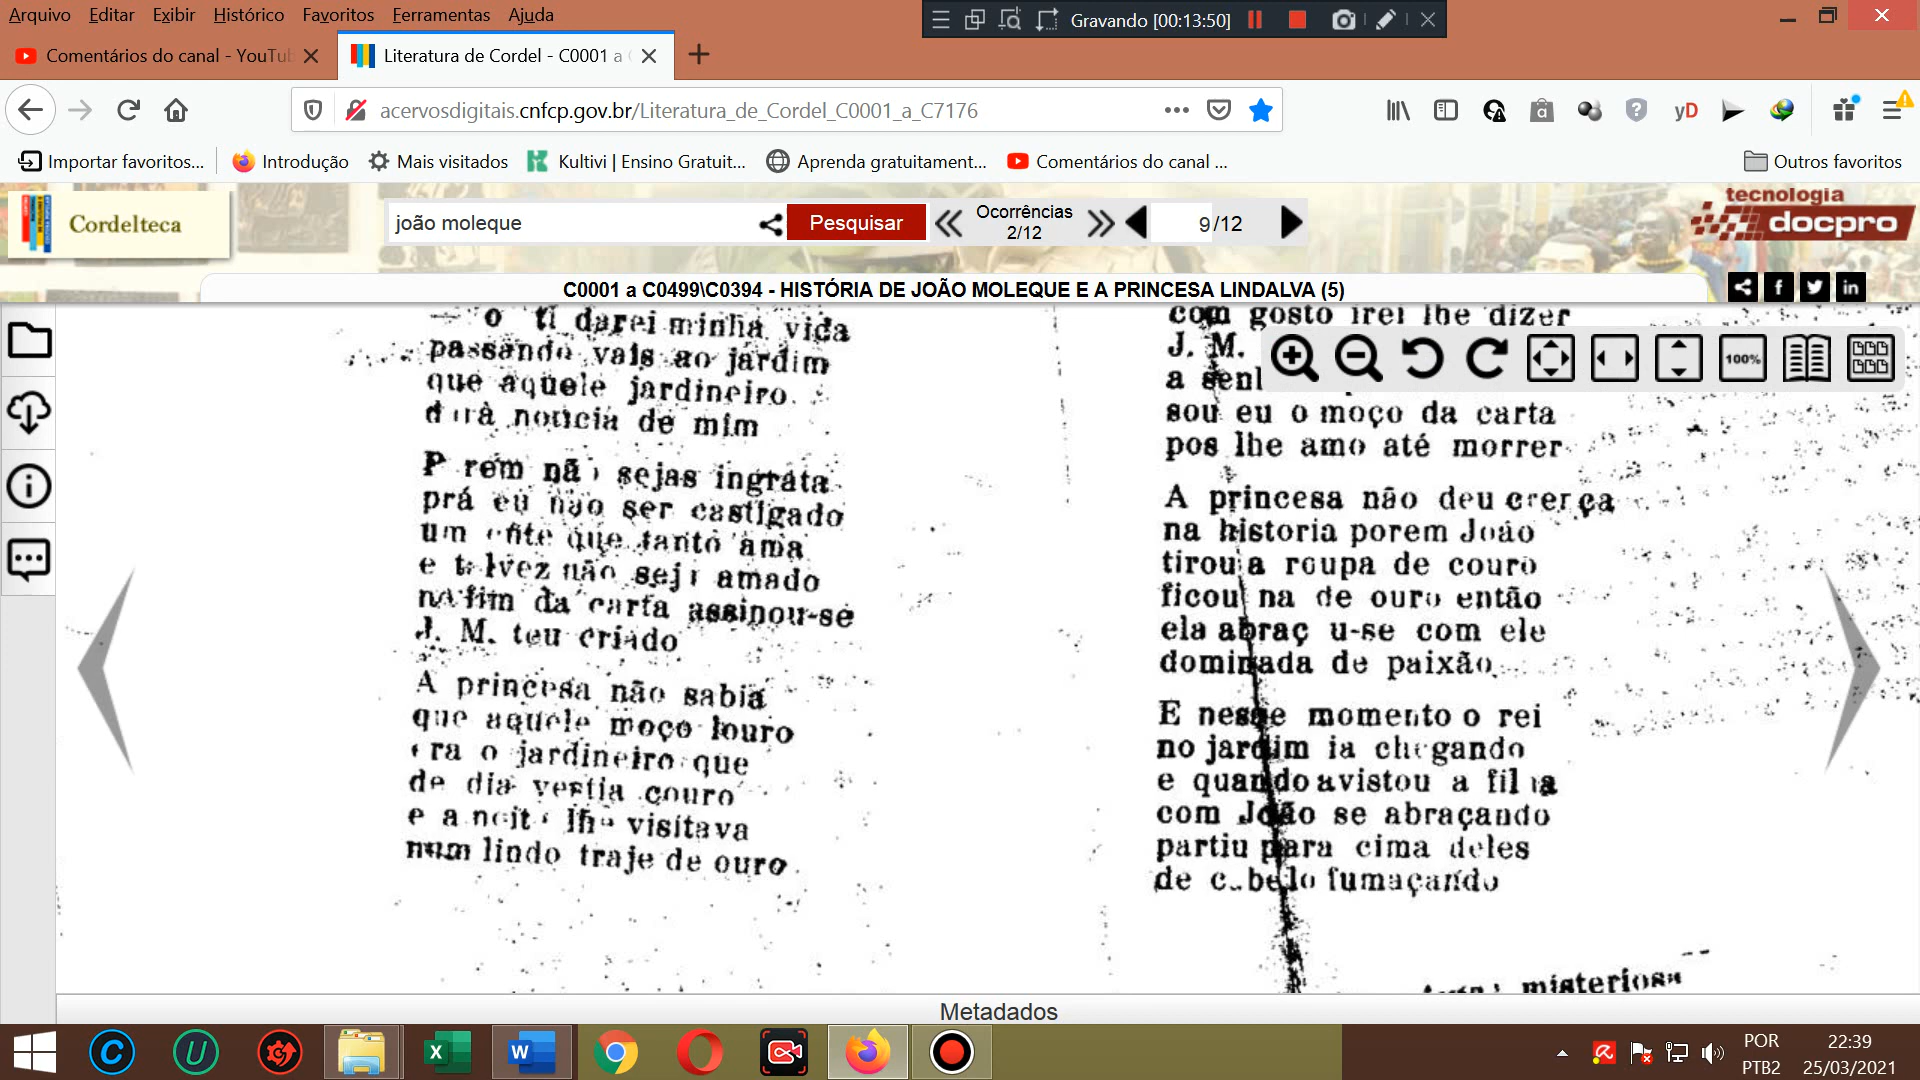 Arquivo Editar Exibir Histórico Favoritos Ferramentas Ajuda
Gravando [00:13:50]
Comentários do canal - YouTub
Literatura de Cordel - C0001 a
acervosdigitais.cnfcp.gov.br/Literatura_de_Cordel_C0001_a_C7176
yD
Importar favoritos...
Introdução
Mais visitados
Kultivi | Ensino Gratuit...
Aprenda gratuitament...
Comentários do canal ...
Outros favoritos
Cordelteca
joão moleque
Pesquisar
Ocorrências
2/12
9 /12
tecnologia
docpro
C0001 a C0499\C0394 - HISTÓRIA DE JOÃO MOLEQUE E A PRINCESA LINDALVA (5)
100%
o ti darei minha vida
passando vais ao jardim
que aquele jardineiro
dará noticia de mim
P rem não sejas ingrata
prá eu não ser castigado
um ente que tanto ama
e talvez não seja amado
no fim da carta assinou-se
J. M. teu criado
A princesa não sabia
que aquele moço louro
era o jardineiro que
de dia vestia couro
e a noite lhe visitava
num lindo traje de ouro
com gosto irei lhe dizer
J. M.
a
sou eu o moço da carta
pos lhe amo até morrer
A princesa não deu crença
na historia porem João
tirou a roupa de couro
ficou na de ouro então
ela abraç u-se com ele
dominada de paixão
E nesse momento o rei
no jardim ia chegando
e quando avistou a filha
com João se abraçando
partiu para cima deles
de c belo fumaçando
misteriosa
Metadados
POR
PTB2
22:39
25/03/2021